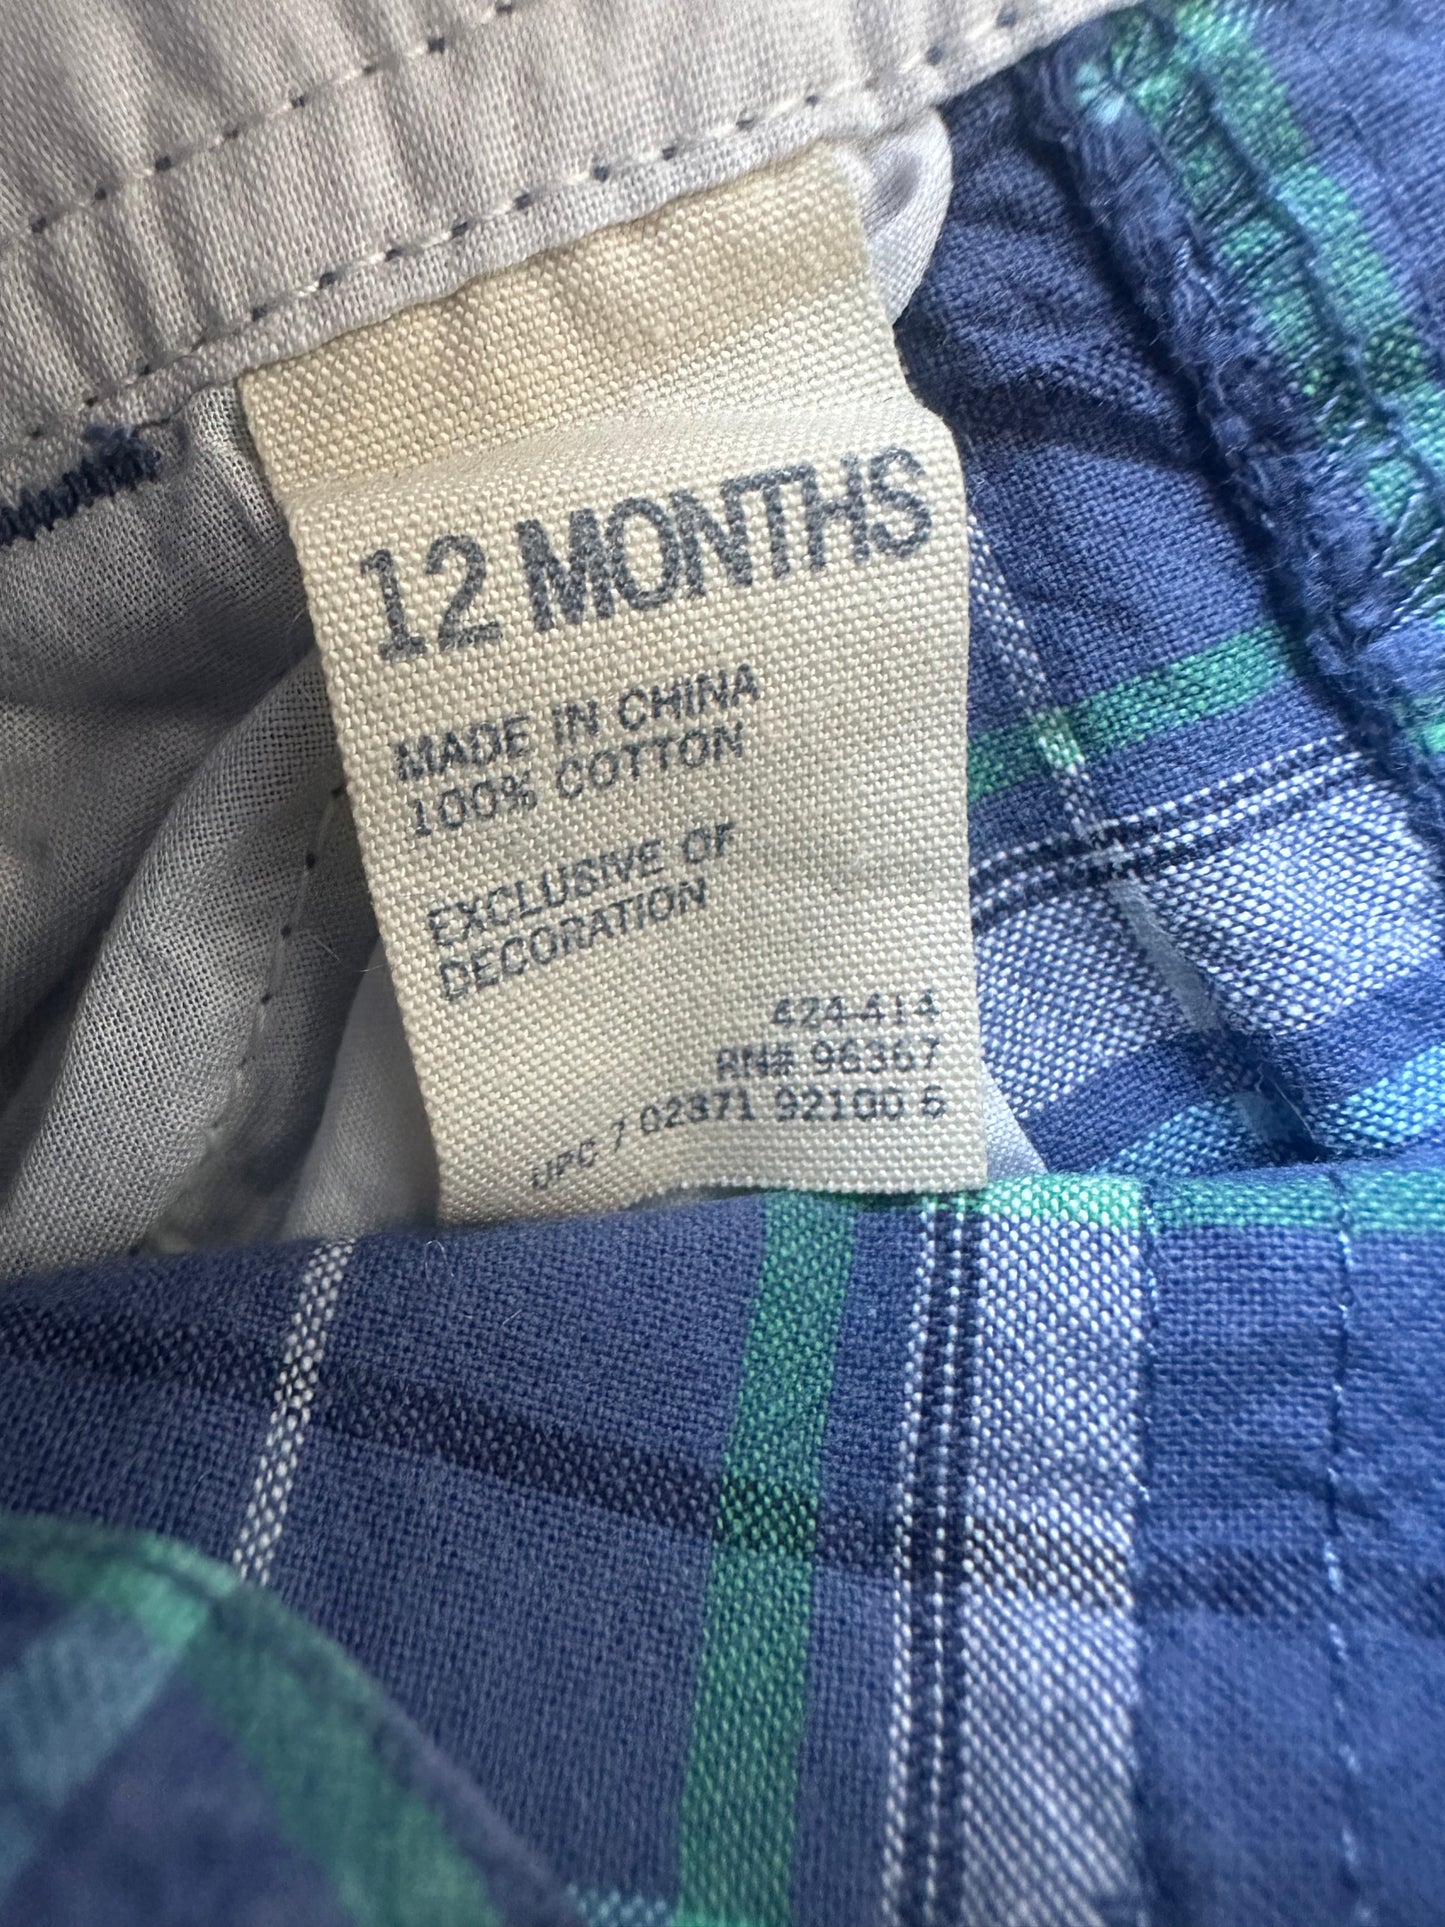 12 MONTHS
MADE IN CHINA
100% COTTON
EXCLUSIVE OF
DECORATION
424-414
RN# 96367
UPC 7 02371 92100 6